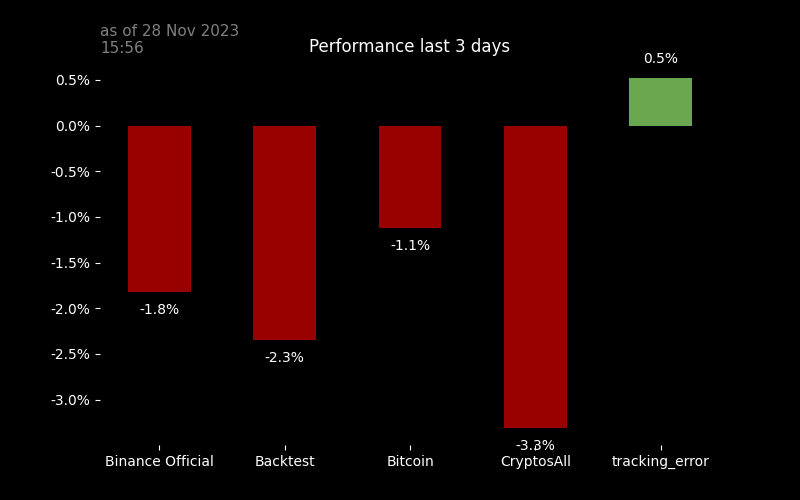 as of 28 Nov 2023
15:56
Performance last 3 days
0.5%
0.5%
0.0%
-0.5%
-1.0%
-1.5%
-2.0%
-2.5%
-3.0%
-1.8%
-2.3%
-1.1%
-3.3%
Binance Official
Backtest
Bitcoin
CryptosAll
tracking_error